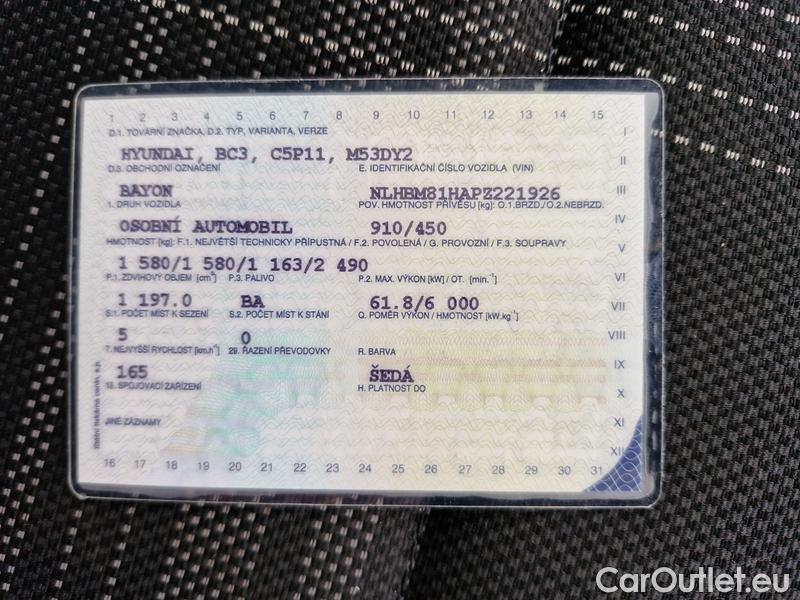 1 2 3 4 5 6 7 8 9 10 11 12 13 14 15
D.1. TOVÁRNÍ ZNAČKA, D.2. TYP, VARIANTA, VERZE I
HYUNDAI, BC3, C5P11, M53DY2 II
D.3. OBCHODNÍ OZNAČENÍ E. IDENTIFIKAČNÍ ČÍSLO VOZIDLA (VIN)
BAYON NLHBM81HAPZ221926 III
1. DRUH VOZIDLA POV. HMOTNOST PŘÍVĚSU [kg]: O.1.BRZD./O.2.NEBRZD.
OSOBNÍ AUTOMOBIL 910/450 IV
HMOTNOST [kg]: F.1. NEJVĚTŠÍ TECHNICKY PŘÍPUSTNÁ / F.2. POVOLENÁ / G. PROVOZNÍ / F.3. SOUPRAVY V
1 580/1 580/1 163/2 490
P.1. ZDVIHOVÝ OBJEM [cm³] P.3. PALIVO P.2. MAX. VÝKON [kW] / OT. [min.⁻¹] VI
1 197.0 BA 61.8/6 000 VII
S.1. POČET MÍST K SEZENÍ S.2. POČET MÍST K STÁNÍ Q. POMĚR VÝKON / HMOTNOST [kW.kg⁻¹]
5 0 VIII
T. NEJVYŠŠÍ RYCHLOST [km.h⁻¹] 29. ŘAZENÍ PŘEVODOVKY R. BARVA
165 ŠEDÁ IX
18. SPOJOVACÍ ZAŘÍZENÍ H. PLATNOST DO X
JINÉ ZÁZNAMY XI
XII
16 17 18 19 20 21 22 23 24 25 26 27 28 29 30 31
CarOutlet.eu